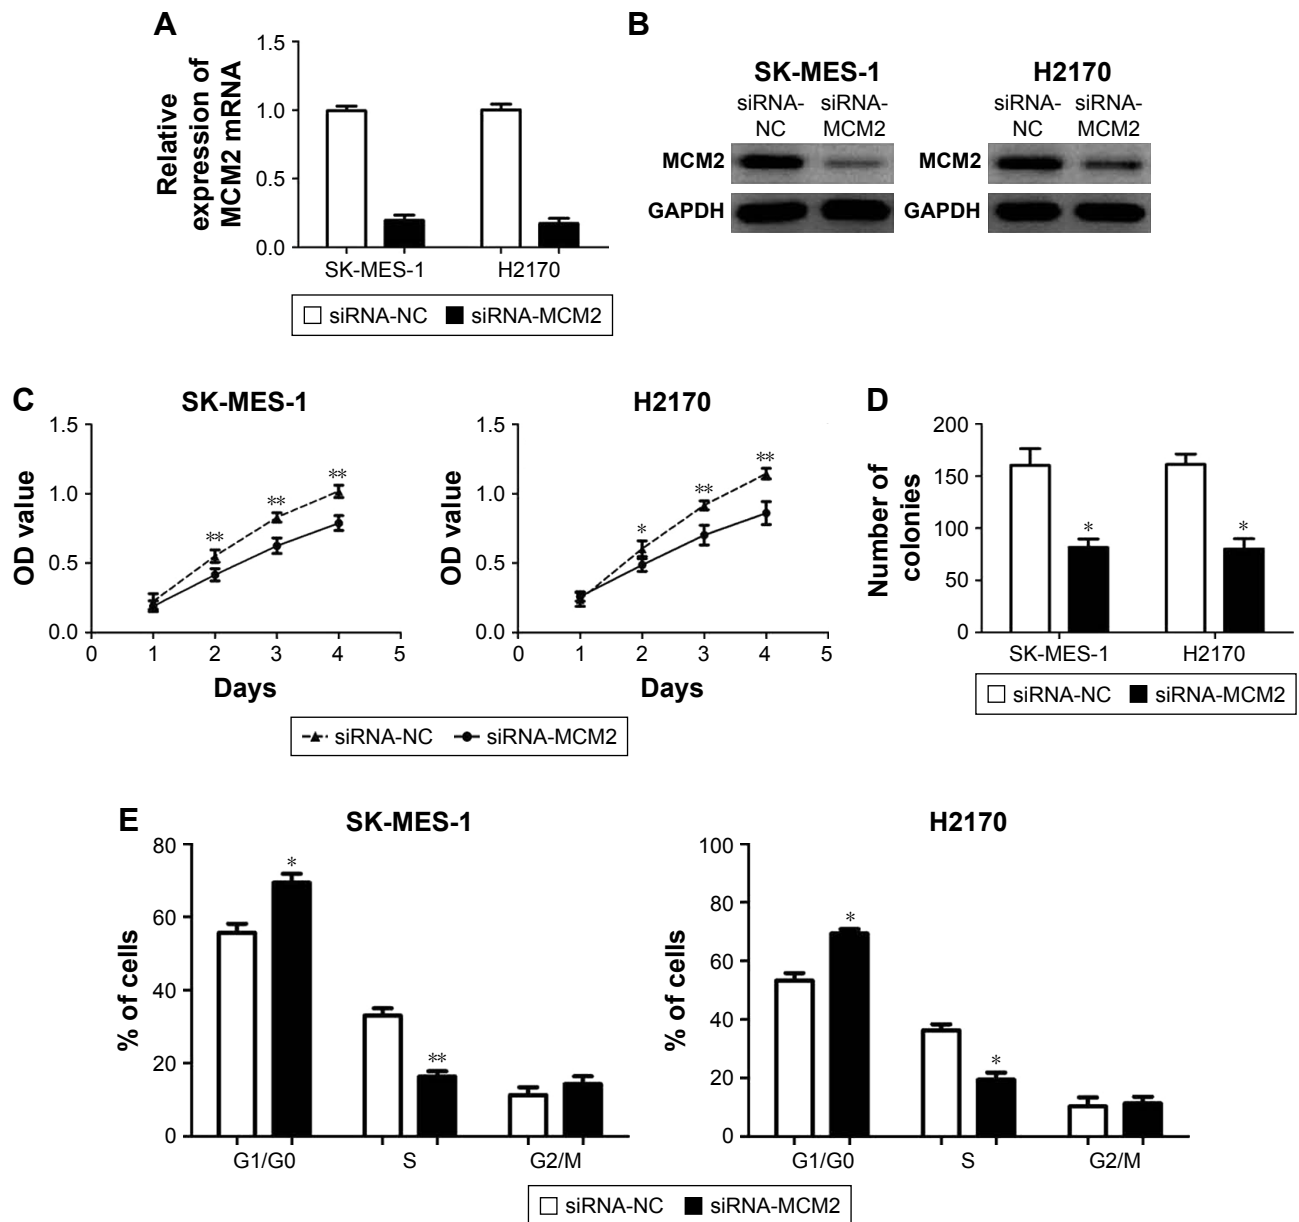 A
Relative
expression of
MCM2 mRNA
1.5
1.0
0.5
0.0
SK-MES-1 H2170
siRNA-NC siRNA-MCM2
B
SK-MES-1 H2170
siRNA-NC siRNA-MCM2 siRNA-NC siRNA-MCM2
MCM2 MCM2
GAPDH GAPDH
C
SK-MES-1
OD value
1.5
1.0
0.5
0.0
** ** **
0 1 2 3 4 5
Days
H2170
OD value
1.5
1.0
0.5
0.0
* ** **
0 1 2 3 4 5
Days
siRNA-NC siRNA-MCM2
D
Number of
colonies
200
150
100
50
0
* *
SK-MES-1 H2170
siRNA-NC siRNA-MCM2
E
SK-MES-1
% of cells
80
60
40
20
0
* **
G1/G0 S G2/M
H2170
% of cells
100
80
60
40
20
0
* *
G1/G0 S G2/M
siRNA-NC siRNA-MCM2